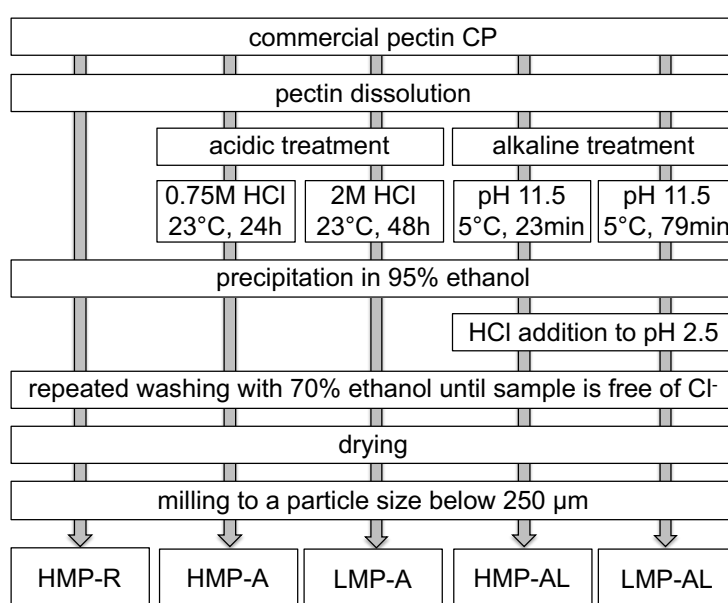 commercial pectin CP
pectin dissolution
acidic treatment
alkaline treatment
0.75M HCl
23°C, 24h
2M HCl
23°C, 48h
pH 11.5
5°C, 23min
pH 11.5
5°C, 79min
precipitation in 95% ethanol
HCl addition to pH 2.5
repeated washing with 70% ethanol until sample is free of Cl⁻
drying
milling to a particle size below 250 µm
HMP-R
HMP-A
LMP-A
HMP-AL
LMP-AL